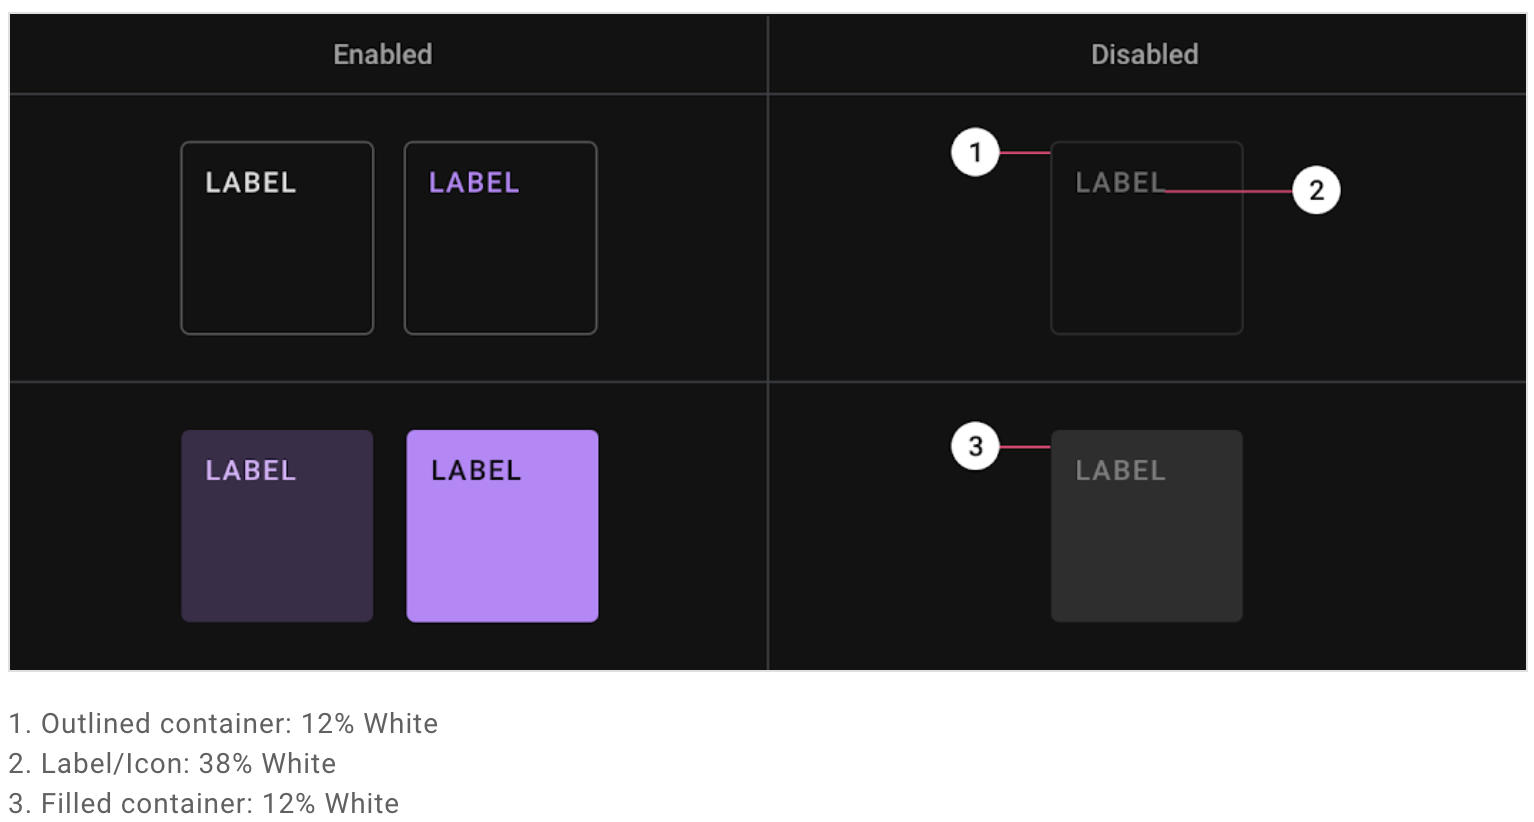 Enabled
Disabled
LABEL
LABEL
1
LABEL
2
LABEL
LABEL
3
LABEL
1. Outlined container: 12% White
2. Label/Icon: 38% White
3. Filled container: 12% White